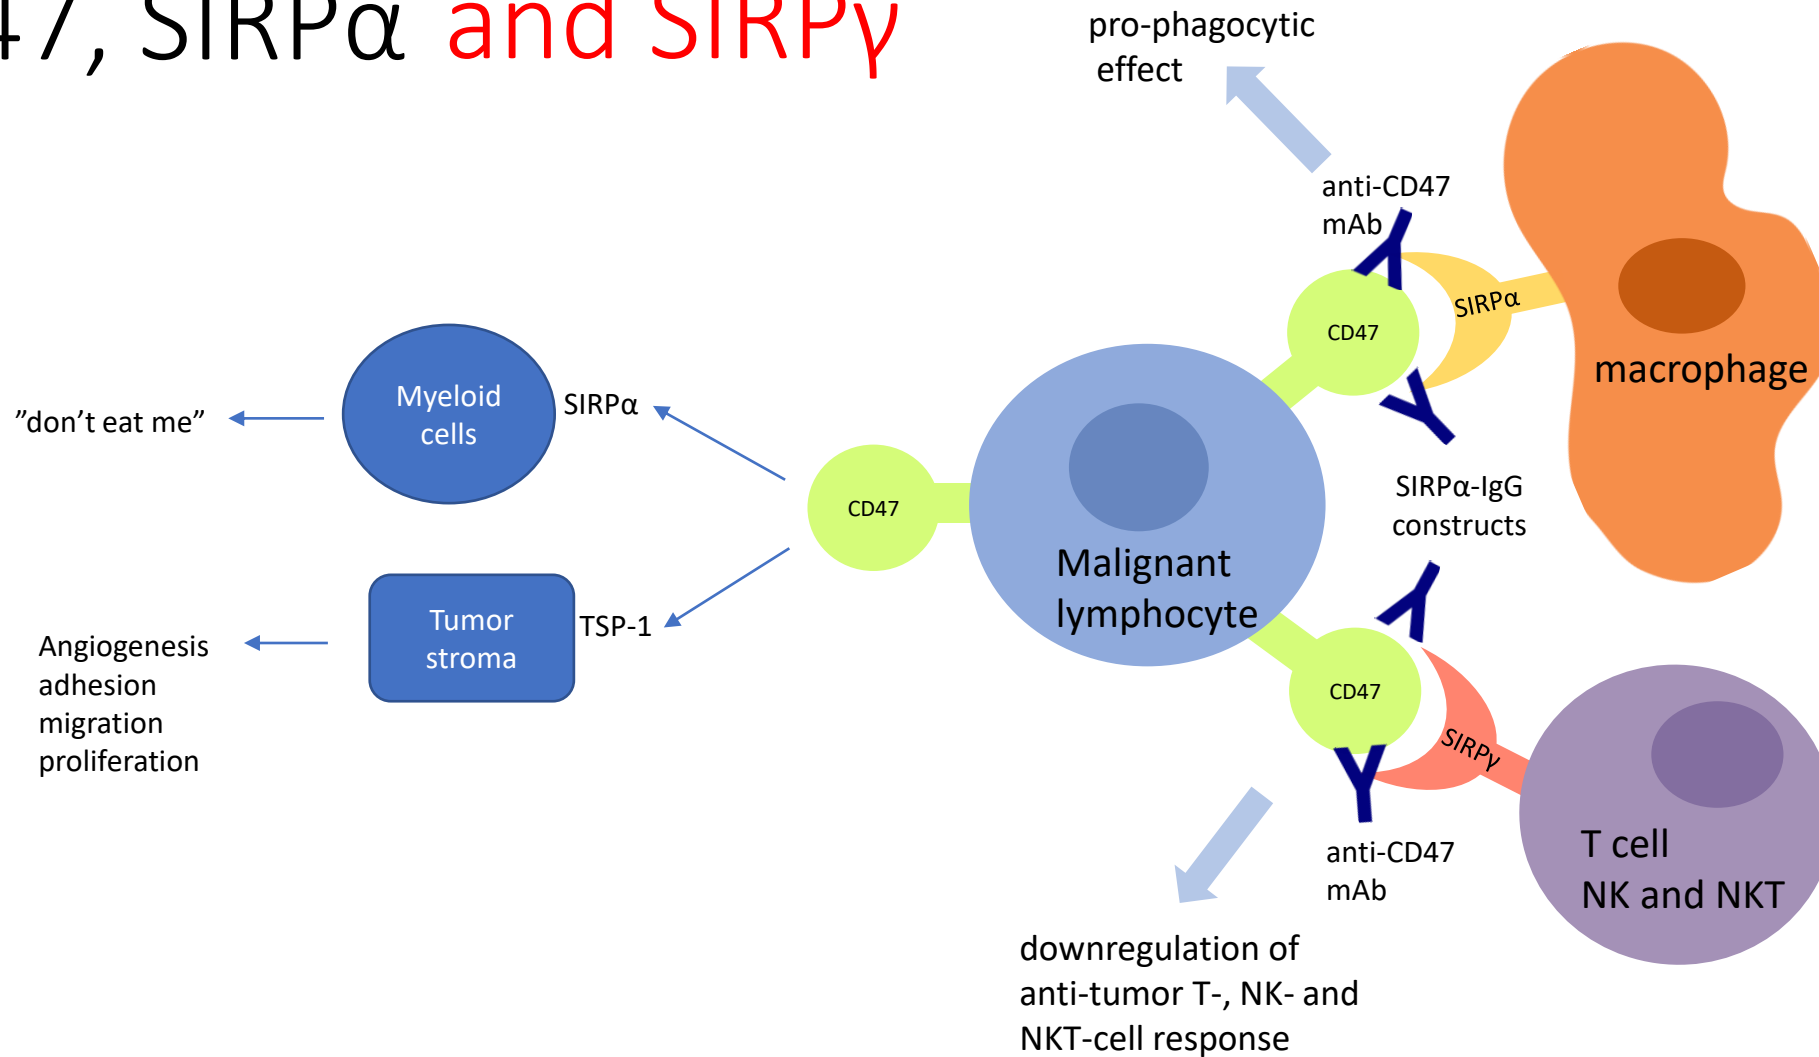 47, SIRPα and SIRPγ
pro-phagocytic
effect
anti-CD47
mAb
SIRPα
CD47
macrophage
Myeloid
cells
SIRPα
”don’t eat me”
CD47
SIRPα-IgG
constructs
Malignant
lymphocyte
Tumor
stroma
TSP-1
Angiogenesis
adhesion
migration
proliferation
CD47
SIRPγ
anti-CD47
mAb
T cell
NK and NKT
downregulation of
anti-tumor T-, NK- and
NKT-cell response